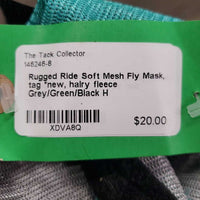 The Tack Collector
146246-8
Rugged Ride Soft Mesh Fly Mask,
tag *new, hairy fleece
Grey/Green/Black H
XDVA8Q
$20.00